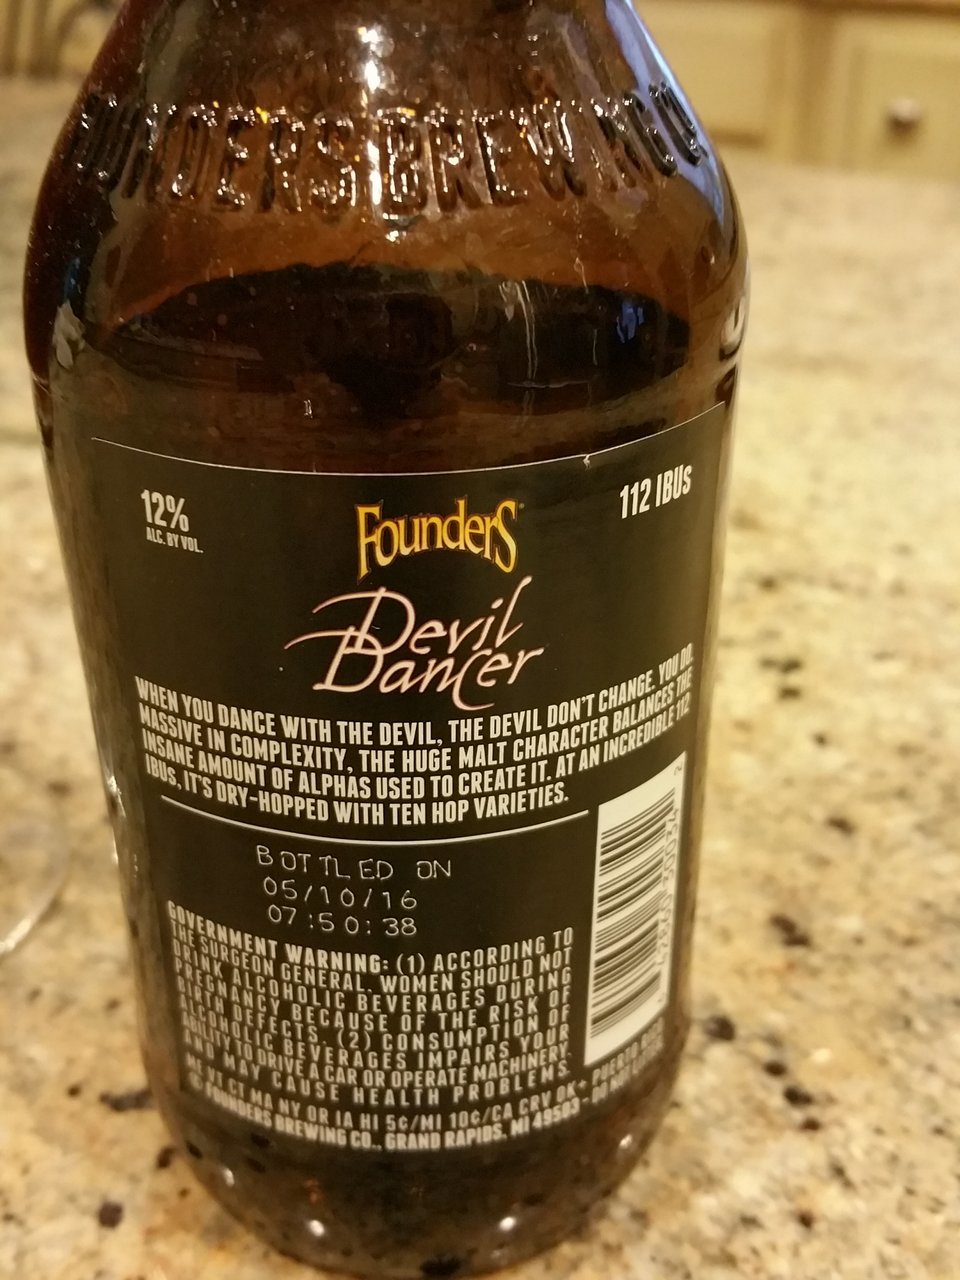 FOUNDERS BREWING CO
12%
ALC. BY VOL.
Founders
112 IBUs
Devil
Dancer
WHEN YOU DANCE WITH THE DEVIL, THE DEVIL DON'T CHANGE. YOU DO.
MASSIVE IN COMPLEXITY, THE HUGE MALT CHARACTER BALANCES THE
INSANE AMOUNT OF ALPHAS USED TO CREATE IT. AT AN INCREDIBLE 112
IBUS, IT'S DRY-HOPPED WITH TEN HOP VARIETIES.
BOTTLED ON
05/10/16
07:50:38
GOVERNMENT WARNING: (1) ACCORDING TO
THE SURGEON GENERAL, WOMEN SHOULD NOT
DRINK ALCOHOLIC BEVERAGES DURING
PREGNANCY BECAUSE OF THE RISK OF
BIRTH DEFECTS. (2) CONSUMPTION OF
ALCOHOLIC BEVERAGES IMPAIRS YOUR
ABILITY TO DRIVE A CAR OR OPERATE MACHINERY,
AND MAY CAUSE HEALTH PROBLEMS.
ME VT CT MA NY OR IA HI 5¢/MI 10¢/CA CRV OK+ PUERTO RICO
© FOUNDERS BREWING CO., GRAND RAPIDS, MI 49503 - DO NOT